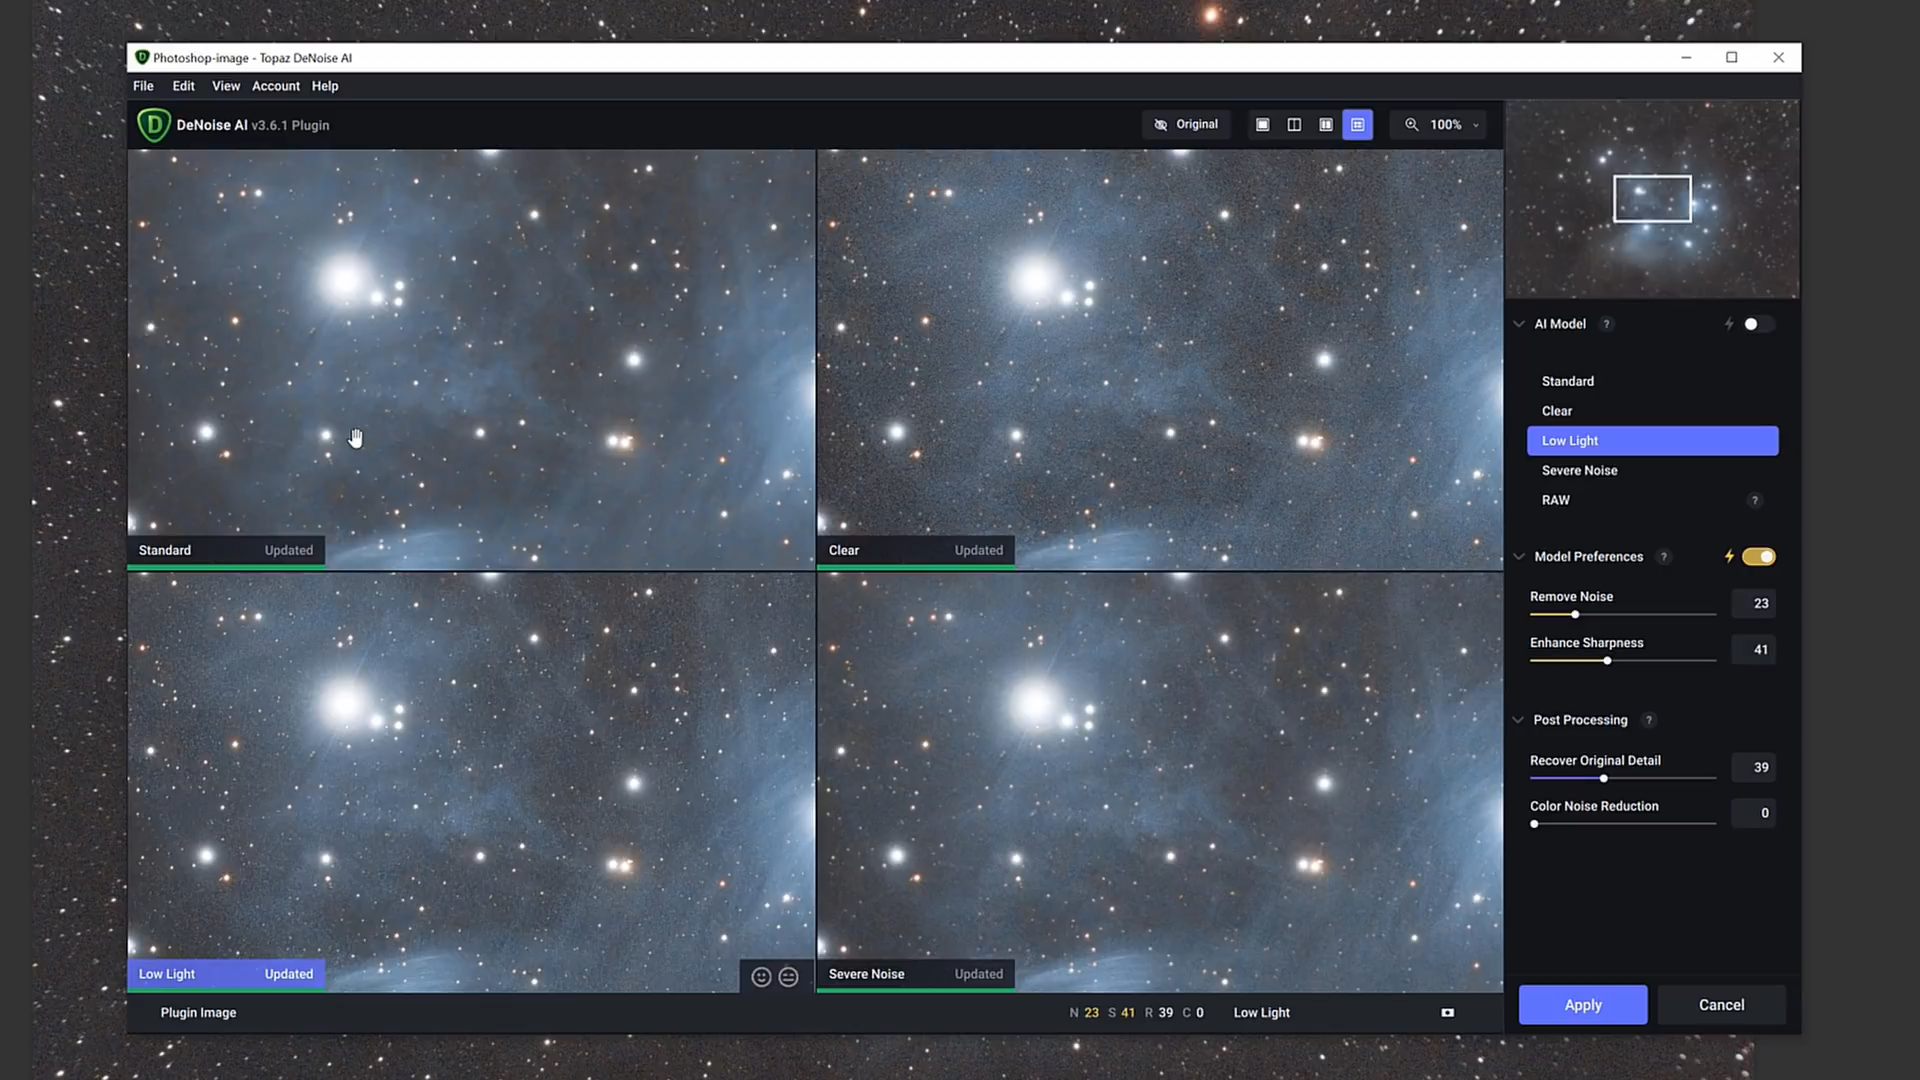 Photoshop-image - Topaz DeNoise AI
File Edit View Account Help
DeNoise AI v3.6.1 Plugin
Original
100%
Standard Updated
Clear Updated
Low Light Updated
Severe Noise Updated
Plugin Image
N 23 S 41 R 39 C 0
Low Light
AI Model ?
Standard
Clear
Low Light
Severe Noise
RAW ?
Model Preferences ?
Remove Noise 23
Enhance Sharpness 41
Post Processing ?
Recover Original Detail 39
Color Noise Reduction 0
Apply Cancel